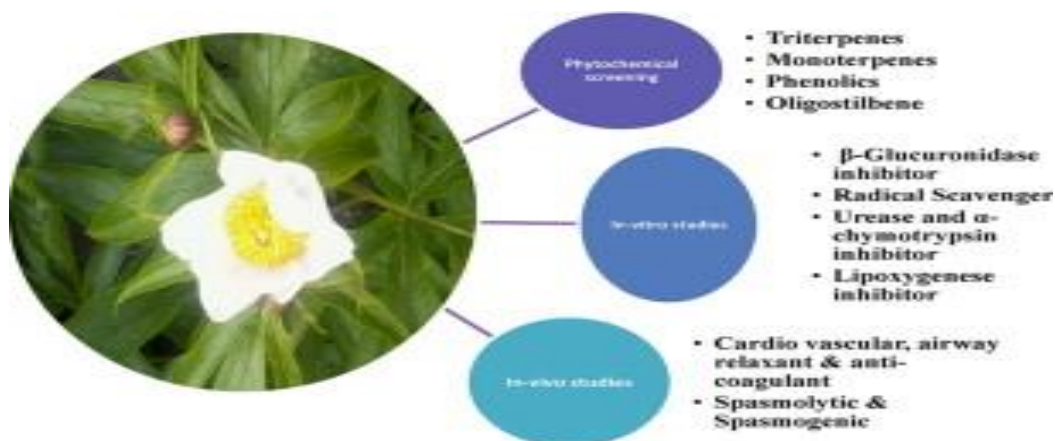 Phytochemical
screening
• Triterpenes
• Monoterpenes
• Phenolics
• Oligostilbene
In-vitro studies
• β-Glucuronidase
inhibitor
• Radical Scavenger
• Urease and α-
chymotrypsin
inhibitor
• Lipoxygenese
inhibitor
In-vivo studies
• Cardio vascular, airway
relaxant & anti-
coagulant
• Spasmolytic &
Spasmogenic